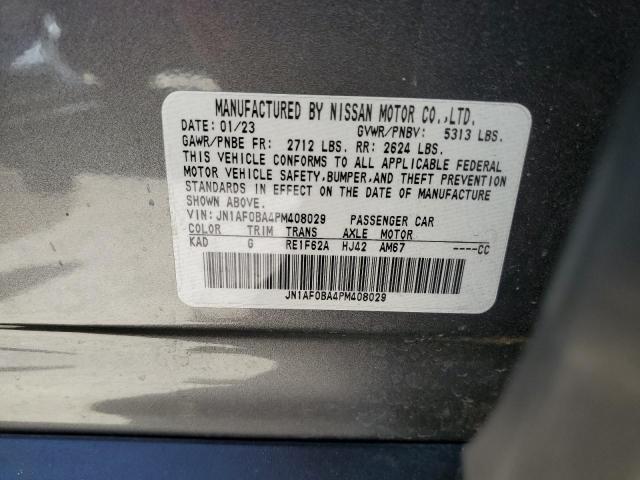 MANUFACTURED BY NISSAN MOTOR CO.,LTD.
DATE: 01/23 GVWR/PNBV: 5313 LBS.
GAWR/PNBE FR: 2712 LBS. RR: 2624 LBS.
THIS VEHICLE CONFORMS TO ALL APPLICABLE FEDERAL
MOTOR VEHICLE SAFETY, BUMPER, AND THEFT PREVENTION
STANDARDS IN EFFECT ON THE DATE OF MANUFACTURE
SHOWN ABOVE.
VIN: JN1AF0BA4PM408029 PASSENGER CAR
COLOR TRIM TRANS AXLE MOTOR
KAD G RE1F62A HJ42 AM67 ----CC
JN1AF0BA4PM408029